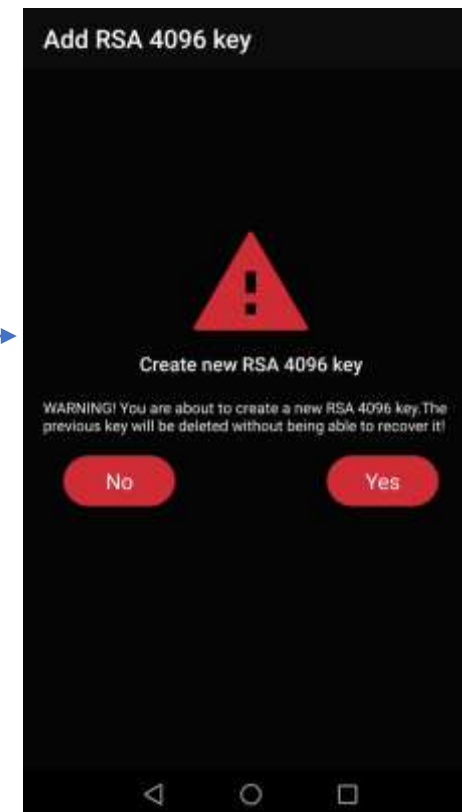 Add RSA 4096 key
Create new RSA 4096 key
WARNING! You are about to create a new RSA 4096 key.The
previous key will be deleted without being able to recover it!
No
Yes